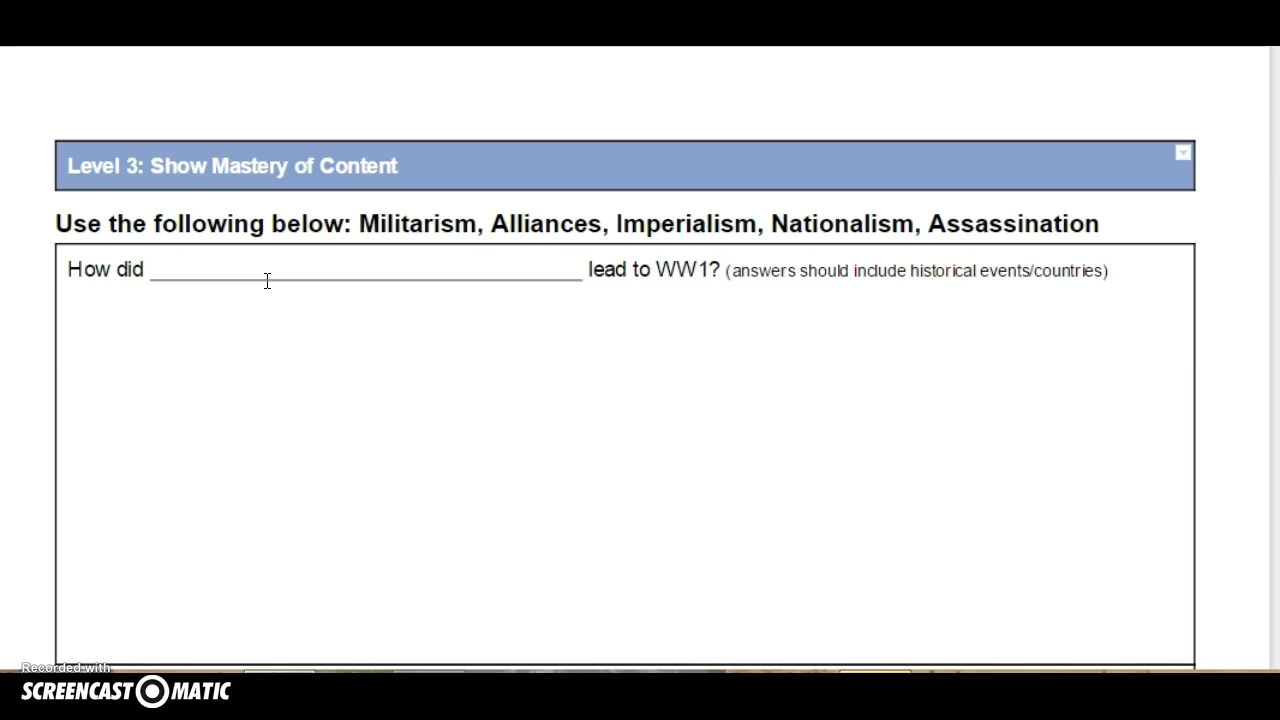 Level 3: Show Mastery of Content
Use the following below: Militarism, Alliances, Imperialism, Nationalism, Assassination
How did ________________________________________ lead to WW1? (answers should include historical events/countries)
Recorded with
SCREENCAST MATIC